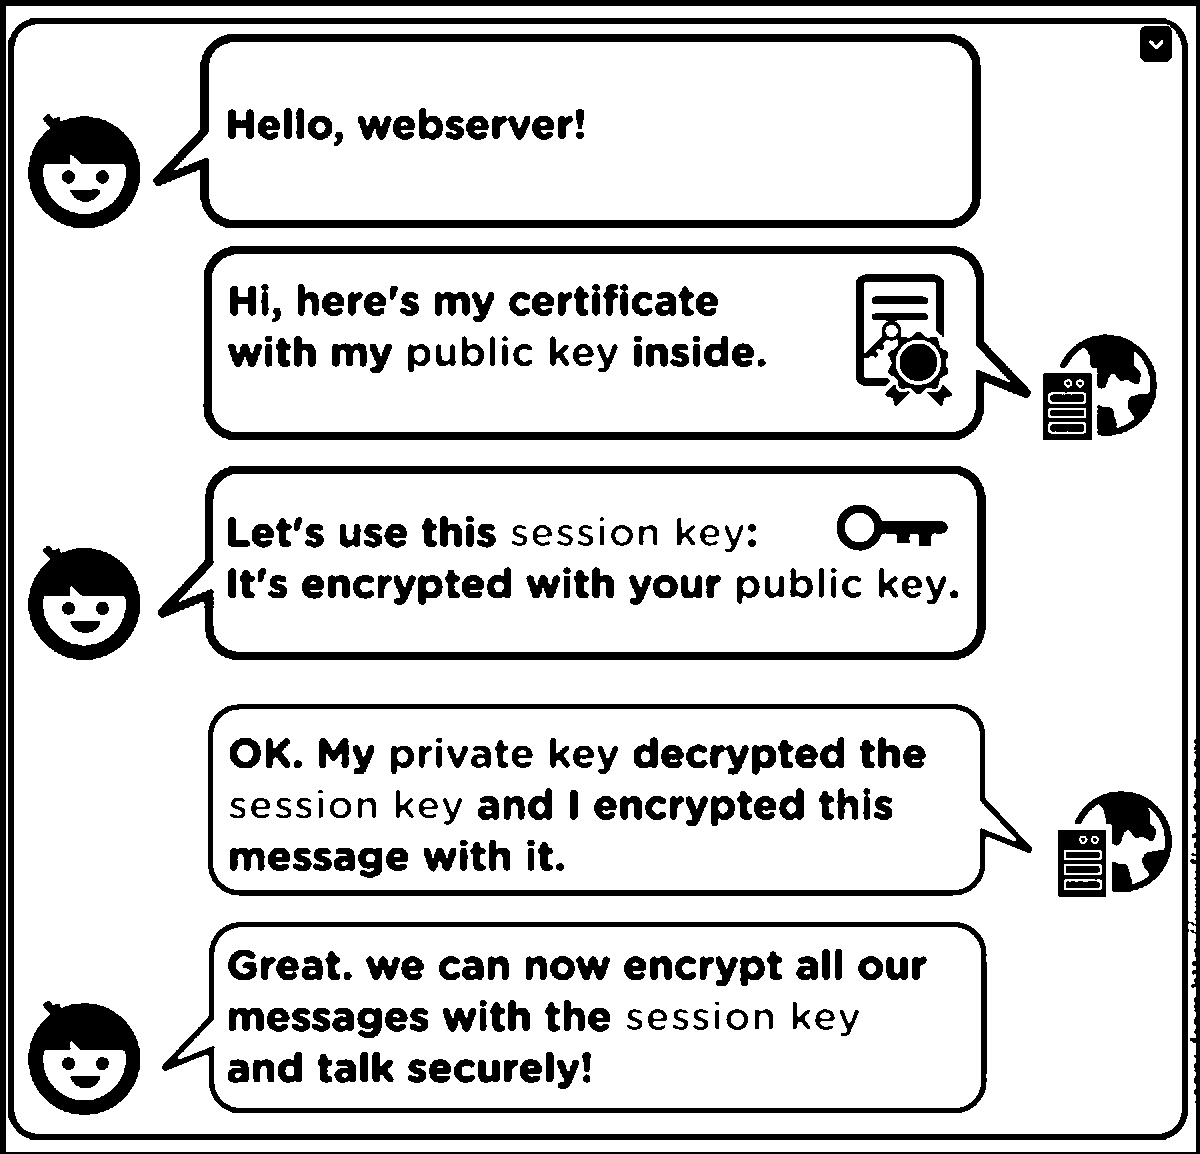 Hello, webserver!
Hi, here's my certificate
with my public key inside.
Let's use this session key:
It's encrypted with your public key.
OK. My private key decrypted the
session key and I encrypted this
message with it.
Great. we can now encrypt all our
messages with the session key
and talk securely!